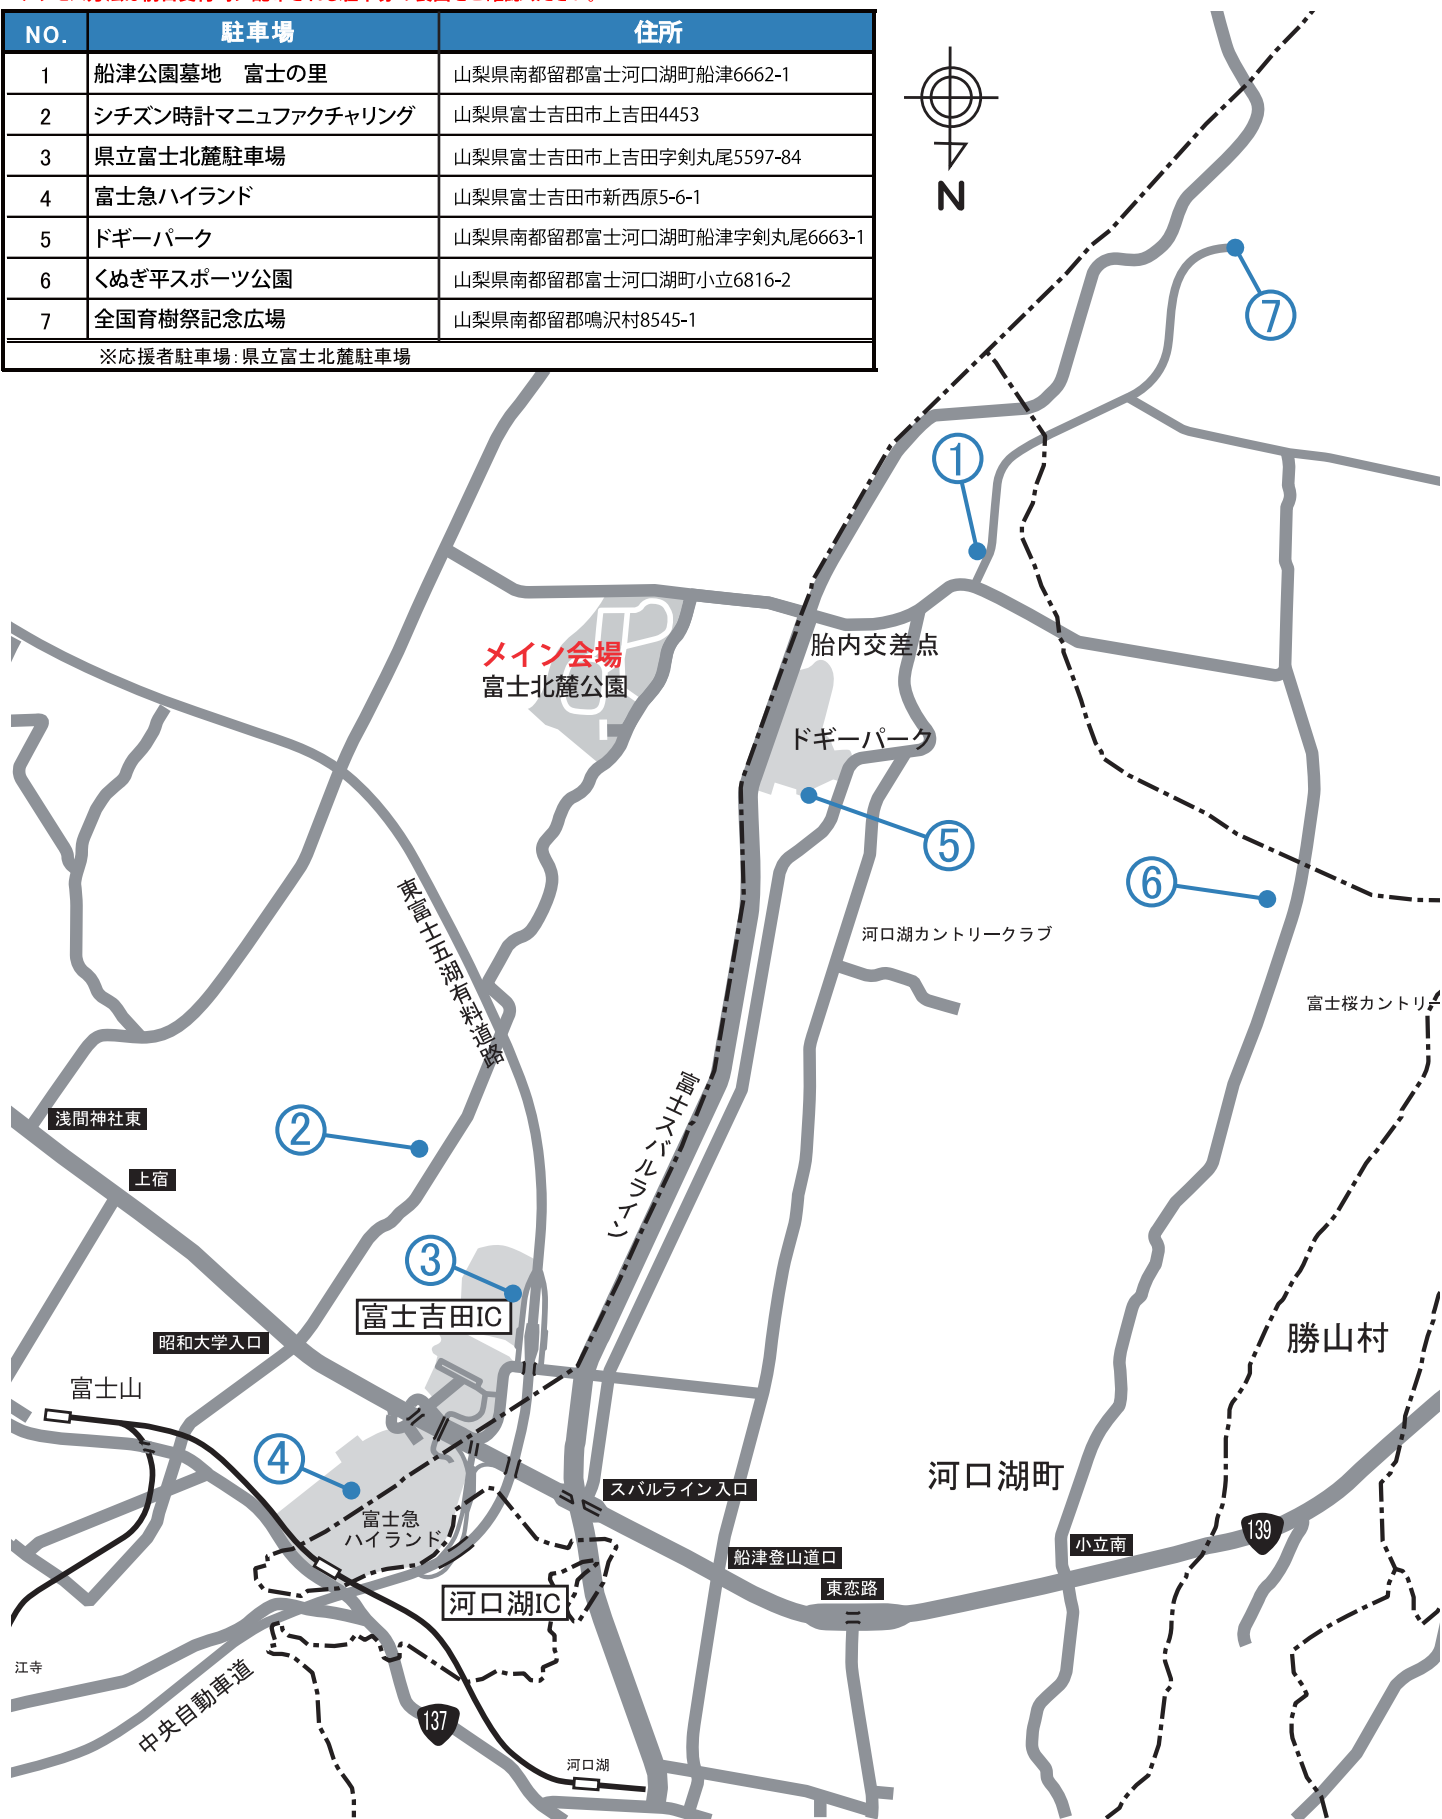 NO. 駐車場 住所
1 船津公園墓地　富士の里 山梨県南都留郡富士河口湖町船津6662-1
2 シチズン時計マニュファクチャリング 山梨県富士吉田市上吉田4453
3 県立富士北麓駐車場 山梨県富士吉田市上吉田字剣丸尾5597-84
4 富士急ハイランド 山梨県富士吉田市新西原5-6-1
5 ドギーパーク 山梨県南都留郡富士河口湖町船津字剣丸尾6663-1
6 くぬぎ平スポーツ公園 山梨県南都留郡富士河口湖町小立6816-2
7 全国育樹祭記念広場 山梨県南都留郡鳴沢村8545-1
※応援者駐車場：県立富士北麓駐車場
N
⑦
①
胎内交差点
メイン会場
富士北麓公園
ドギーパーク
⑤
⑥
東富士五湖有料道路
河口湖カントリークラブ
富士桜カントリー
富士スバルライン
浅間神社東
②
上宿
③
富士吉田IC
昭和大学入口
勝山村
富士山
④
河口湖町
スバルライン入口
富士急
ハイランド
139
小立南
船津登山道口
東恋路
河口湖IC
江寺
中央自動車道
137
河口湖